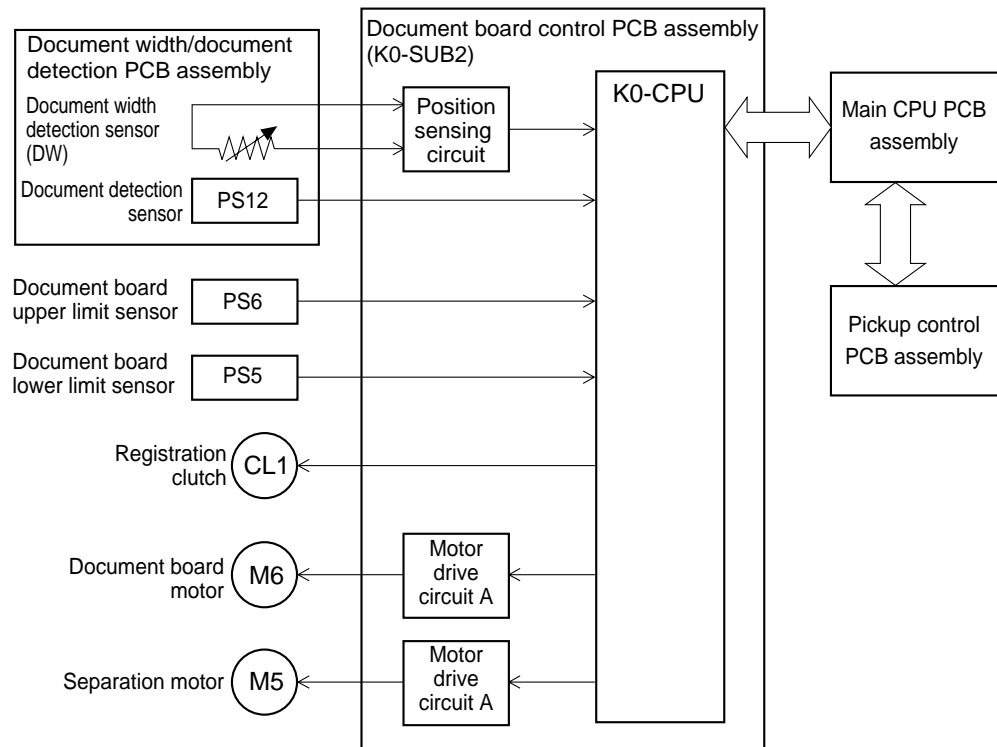 Document board control PCB assembly
(K0-SUB2)
Document width/document
detection PCB assembly
Document width
detection sensor
(DW)
Position
sensing
circuit
K0-CPU
Main CPU PCB
assembly
Document detection
sensor
PS12
Document board
upper limit sensor
PS6
Pickup control
PCB assembly
Document board
lower limit sensor
PS5
Registration
clutch
CL1
Document board
motor
M6
Motor
drive
circuit A
Separation motor
M5
Motor
drive
circuit A